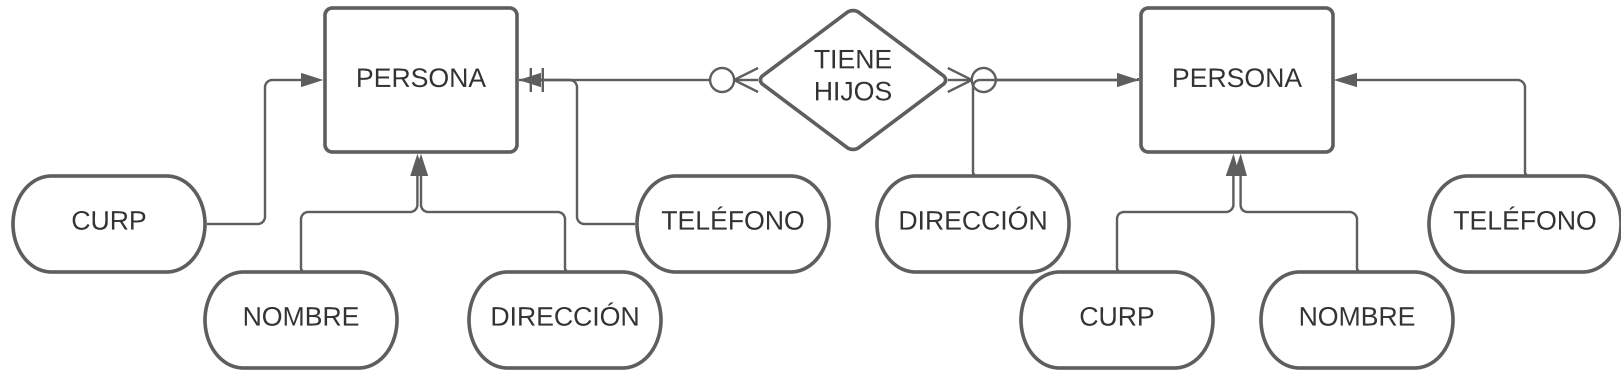 PERSONA
TIENE
HIJOS
PERSONA
CURP
TELÉFONO
DIRECCIÓN
TELÉFONO
NOMBRE
DIRECCIÓN
CURP
NOMBRE